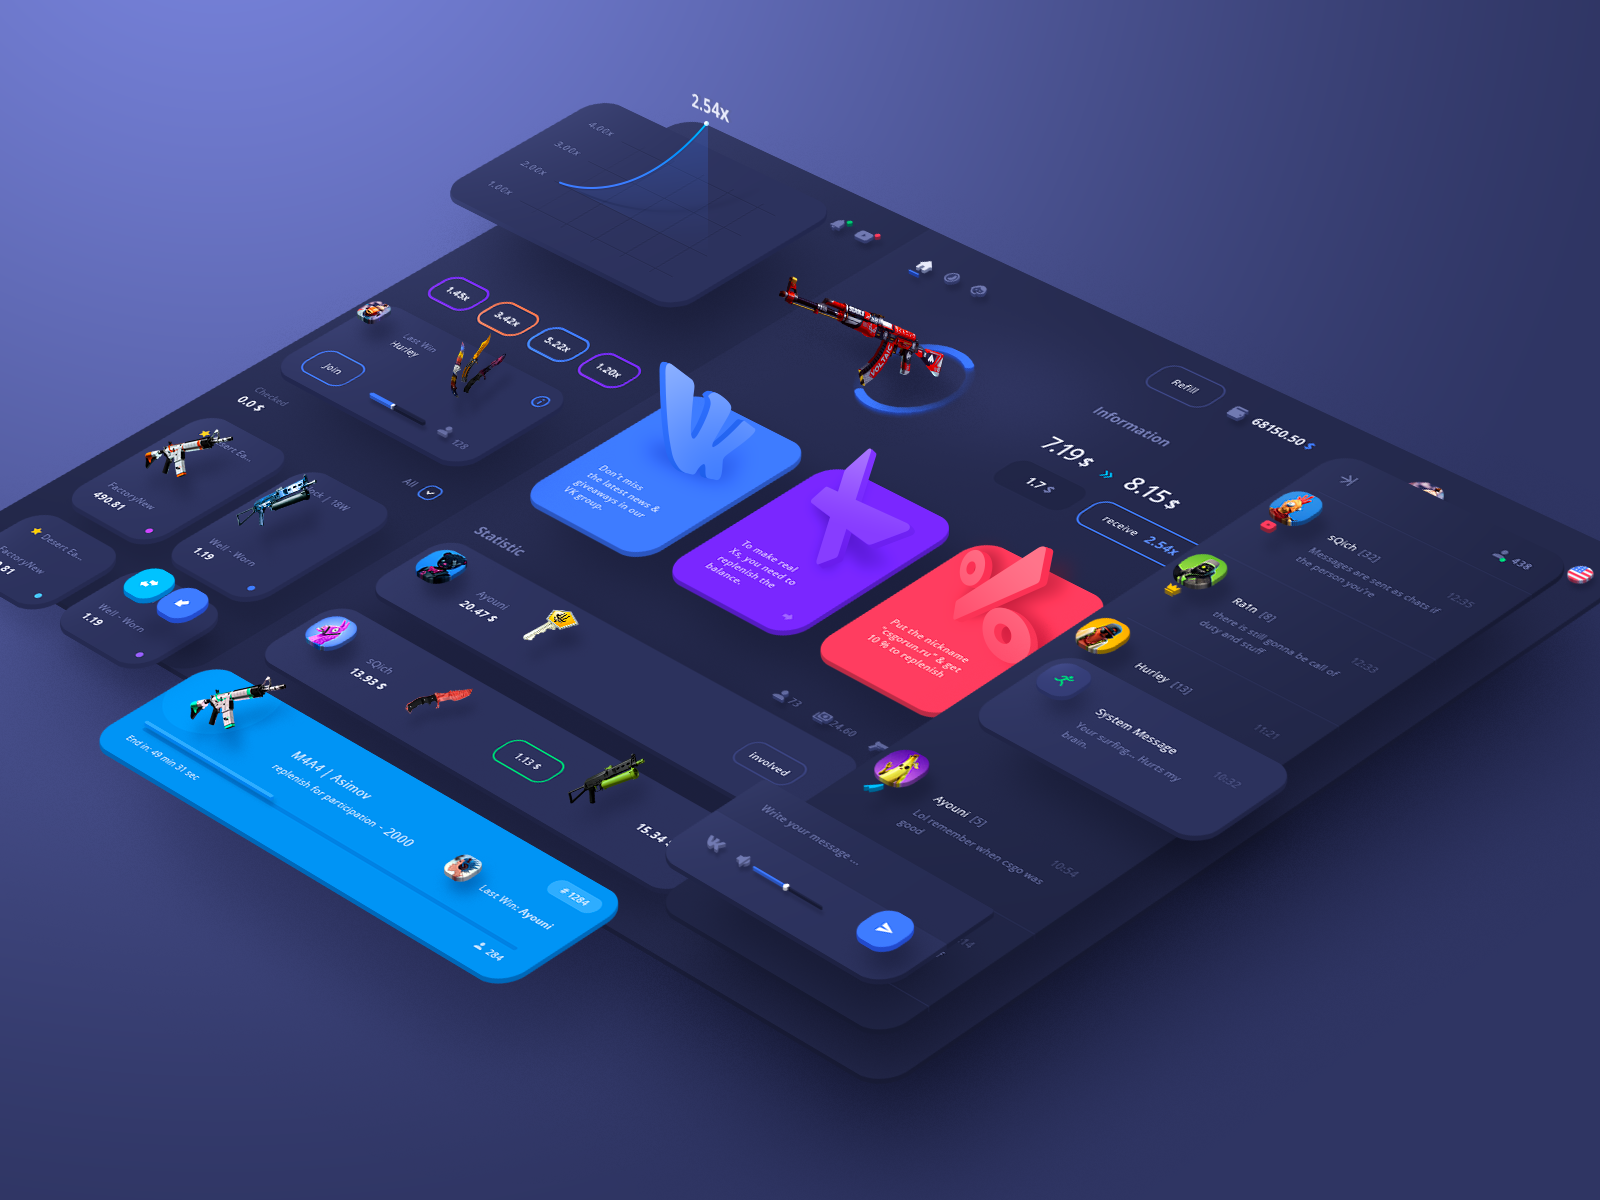 2.54x
4.00x
3.00x
2.00x
1.00x
1.45x
3.42x
5.22x
1.20x
Last Win
Hurley
Join
128
Checked
0.0 $
FactoryNew
490.81
| 18W
Well - Worn
1.19
All
Desert Ea...
FactoryNew
.81
Well - Worn
1.19
Don't miss
the latest news &
giveaways in our
VK group.
To make real
Xs, you need to
replenish the
balance.
Put the nickname
"csgorun.ru" & get
10 % to replenish
Refill
68150.50 $
Information
7.19$ » 8.15$
1.7 $
receive 2.54x
Statistic
Ayouni
20.47 $
sQich
13.93 $
73
24.60
Involved
1.13 $
15.34
M4A4 | Asimov
replenish for participation - 2000
End in: 49 min 31 sec
# 1284
Last Win: Ayouni
284
438
sQich [32]
Messages are sent as chats if
the person you're
12:35
Ra1n [8]
there is still gonna be call of
duty and s stuff
12:33
Hurley [13]
11:21
System Message
Your surfing... Hurts my
brain.
16:32
Ayouni [5]
Lol remember when csgo was
good
10:54
Write your message ...
:14